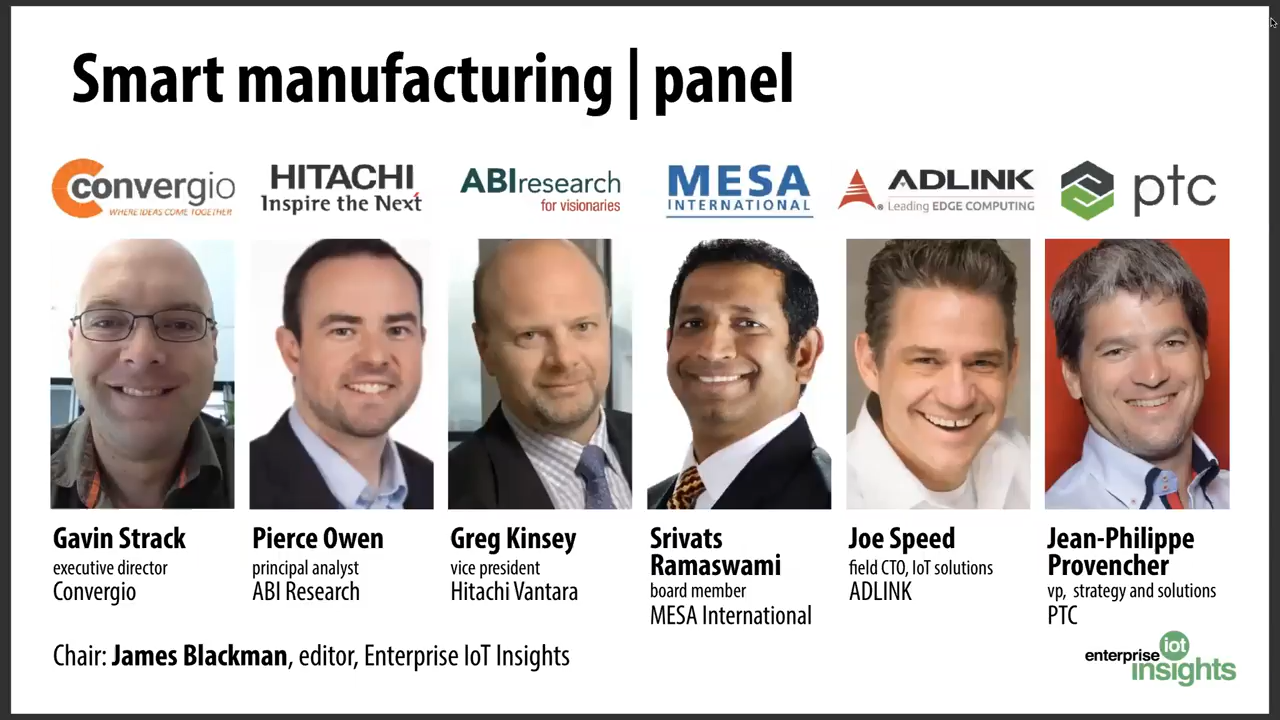 Smart manufacturing | panel
convergio
WHERE IDEAS COME TOGETHER
HITACHI
Inspire the Next
ABIresearch
for visionaries
MESA
INTERNATIONAL
ADLINK
Leading EDGE COMPUTING
ptc
Gavin Strack
executive director
Convergio
Pierce Owen
principal analyst
ABI Research
Greg Kinsey
vice president
Hitachi Vantara
Srivats
Ramaswami
board member
MESA International
Joe Speed
field CTO, IoT solutions
ADLINK
Jean-Philippe
Provencher
vp, strategy and solutions
PTC
Chair: James Blackman, editor, Enterprise IoT Insights
enterprise iot
insights